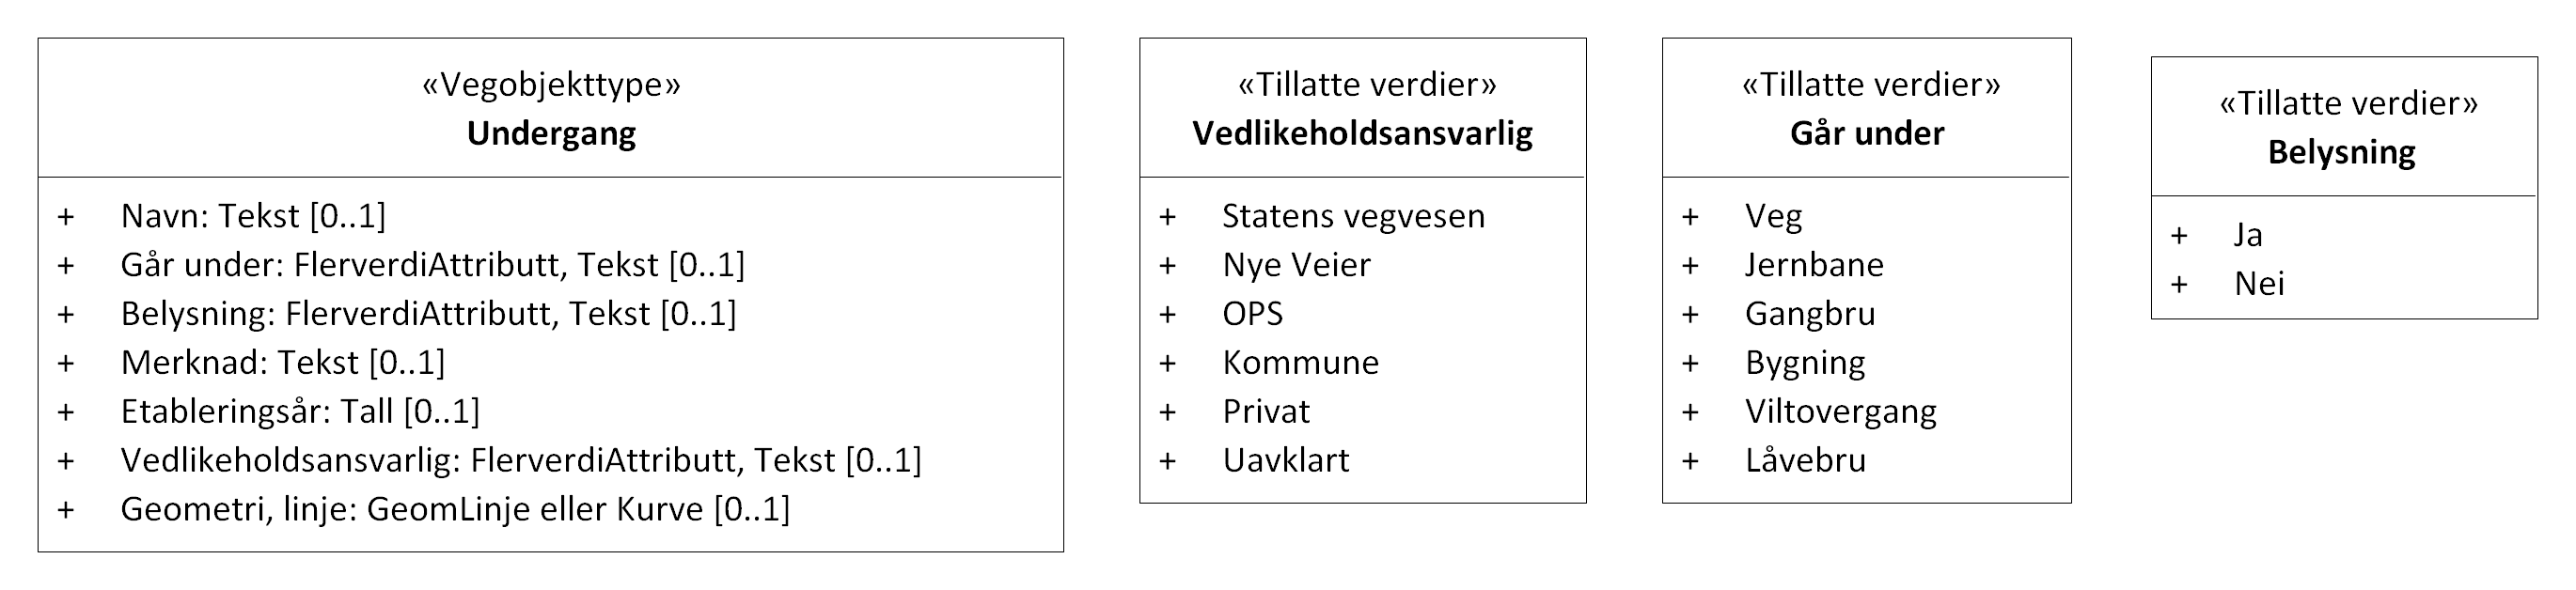 «Vegobjekttype»
Undergang
+ Navn: Tekst [0..1]
+ Går under: FlerverdiAttributt, Tekst [0..1]
+ Belysning: FlerverdiAttributt, Tekst [0..1]
+ Merknad: Tekst [0..1]
+ Etableringsår: Tall [0..1]
+ Vedlikeholdsansvarlig: FlerverdiAttributt, Tekst [0..1]
+ Geometri, linje: GeomLinje eller Kurve [0..1]
«Tillatte verdier»
Vedlikeholdsansvarlig
+ Statens vegvesen
+ Nye Veier
+ OPS
+ Kommune
+ Privat
+ Uavklart
«Tillatte verdier»
Går under
+ Veg
+ Jernbane
+ Gangbru
+ Bygning
+ Viltovergang
+ Låvebru
«Tillatte verdier»
Belysning
+ Ja
+ Nei